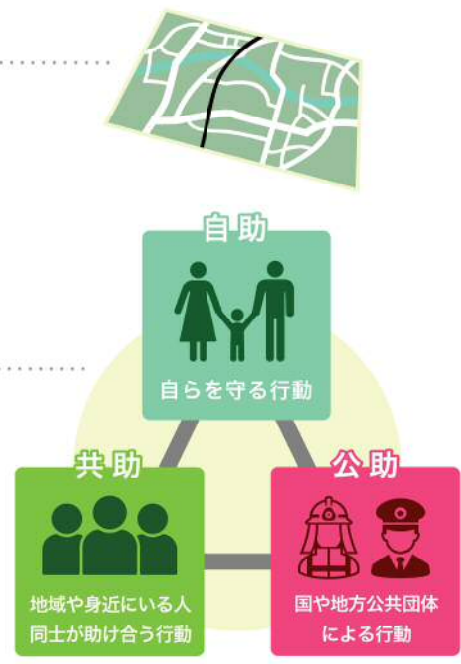 自助
自らを守る行動
共助
地域や身近にいる人
同士が助け合う行動
公助
国や地方公共団体
による行動